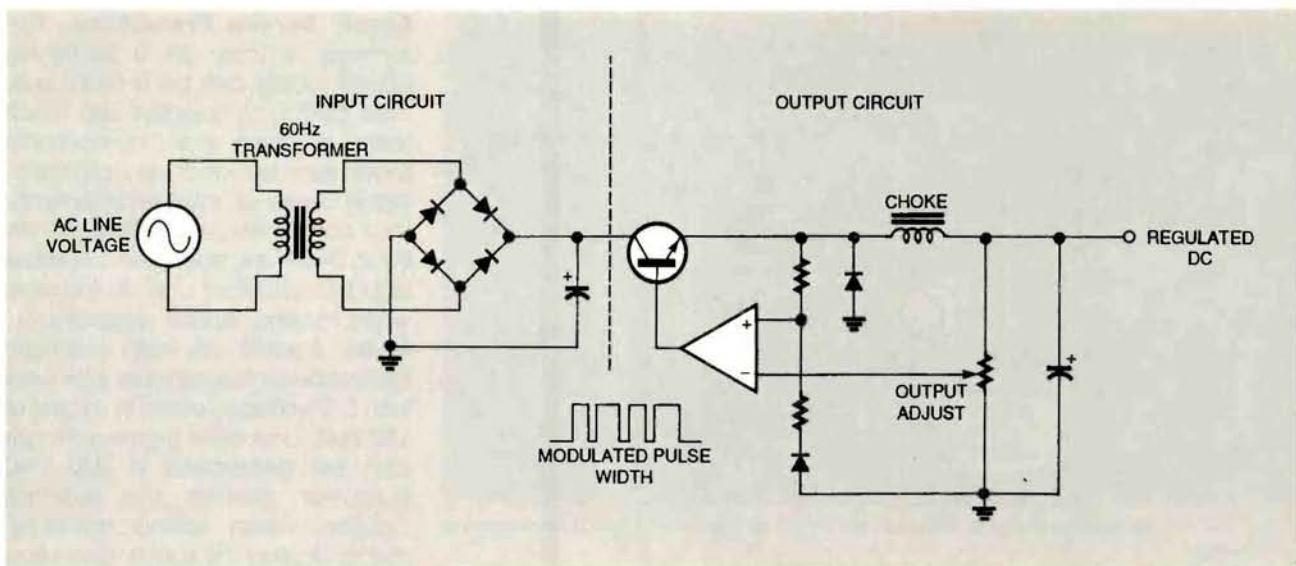 INPUT CIRCUIT
OUTPUT CIRCUIT
60Hz
TRANSFORMER
AC LINE
VOLTAGE
CHOKE
REGULATED
DC
+
+
+
−
OUTPUT
ADJUST
MODULATED PULSE
WIDTH